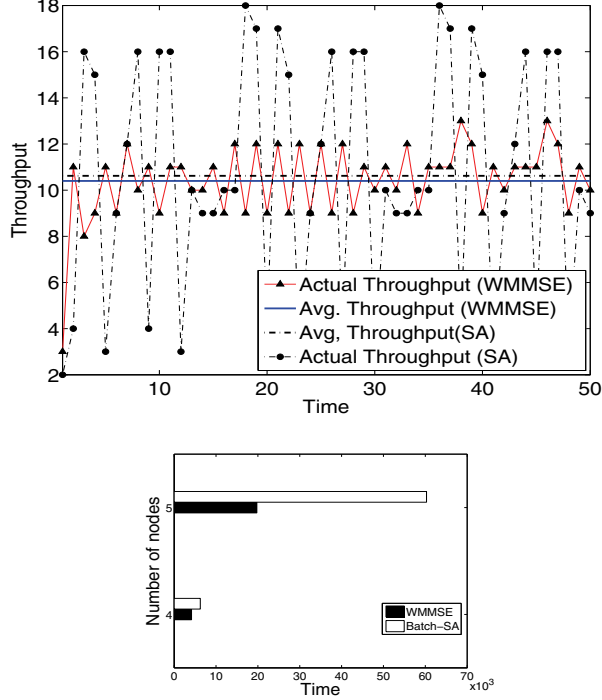 18
16
14
12
10
8
6
4
2
Throughput
Actual Throughput (WMMSE)
Avg. Throughput (WMMSE)
Avg, Throughput(SA)
Actual Throughput (SA)
10 20 30 40 50
Time
Number of nodes
5
4
WMMSE
Batch-SA
0 10 20 30 40 50 60 70
x10³
Time